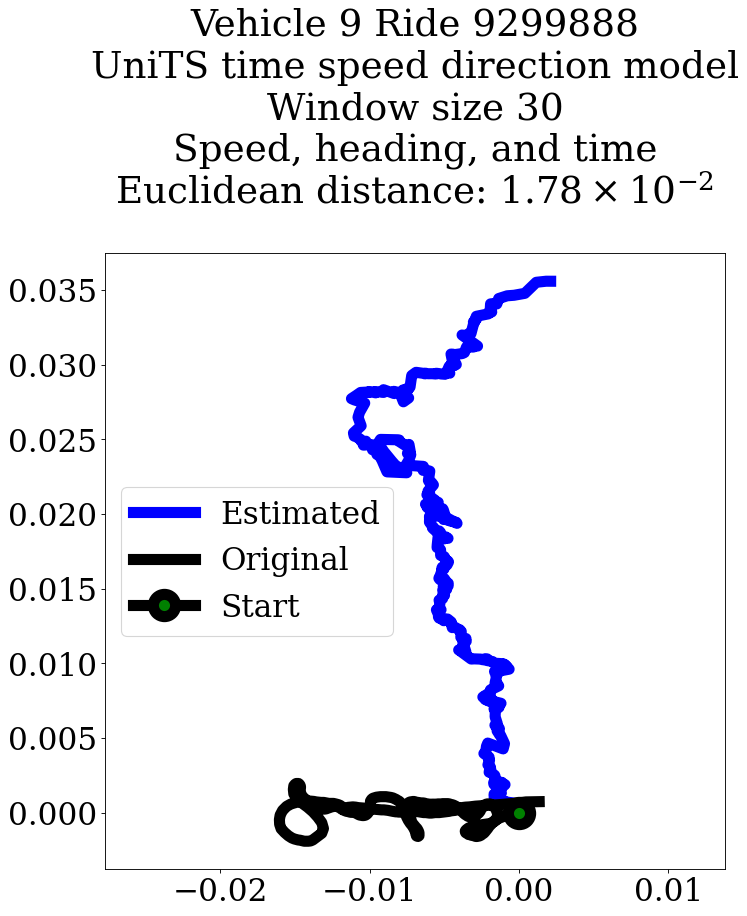 Vehicle 9 Ride 9299888
UniTS time speed direction model
Window size 30
Speed, heading, and time
Euclidean distance: 1.78 × 10⁻²
0.035
0.030
0.025
0.020
0.015
0.010
0.005
0.000
Estimated
Original
Start
−0.02 −0.01 0.00 0.01